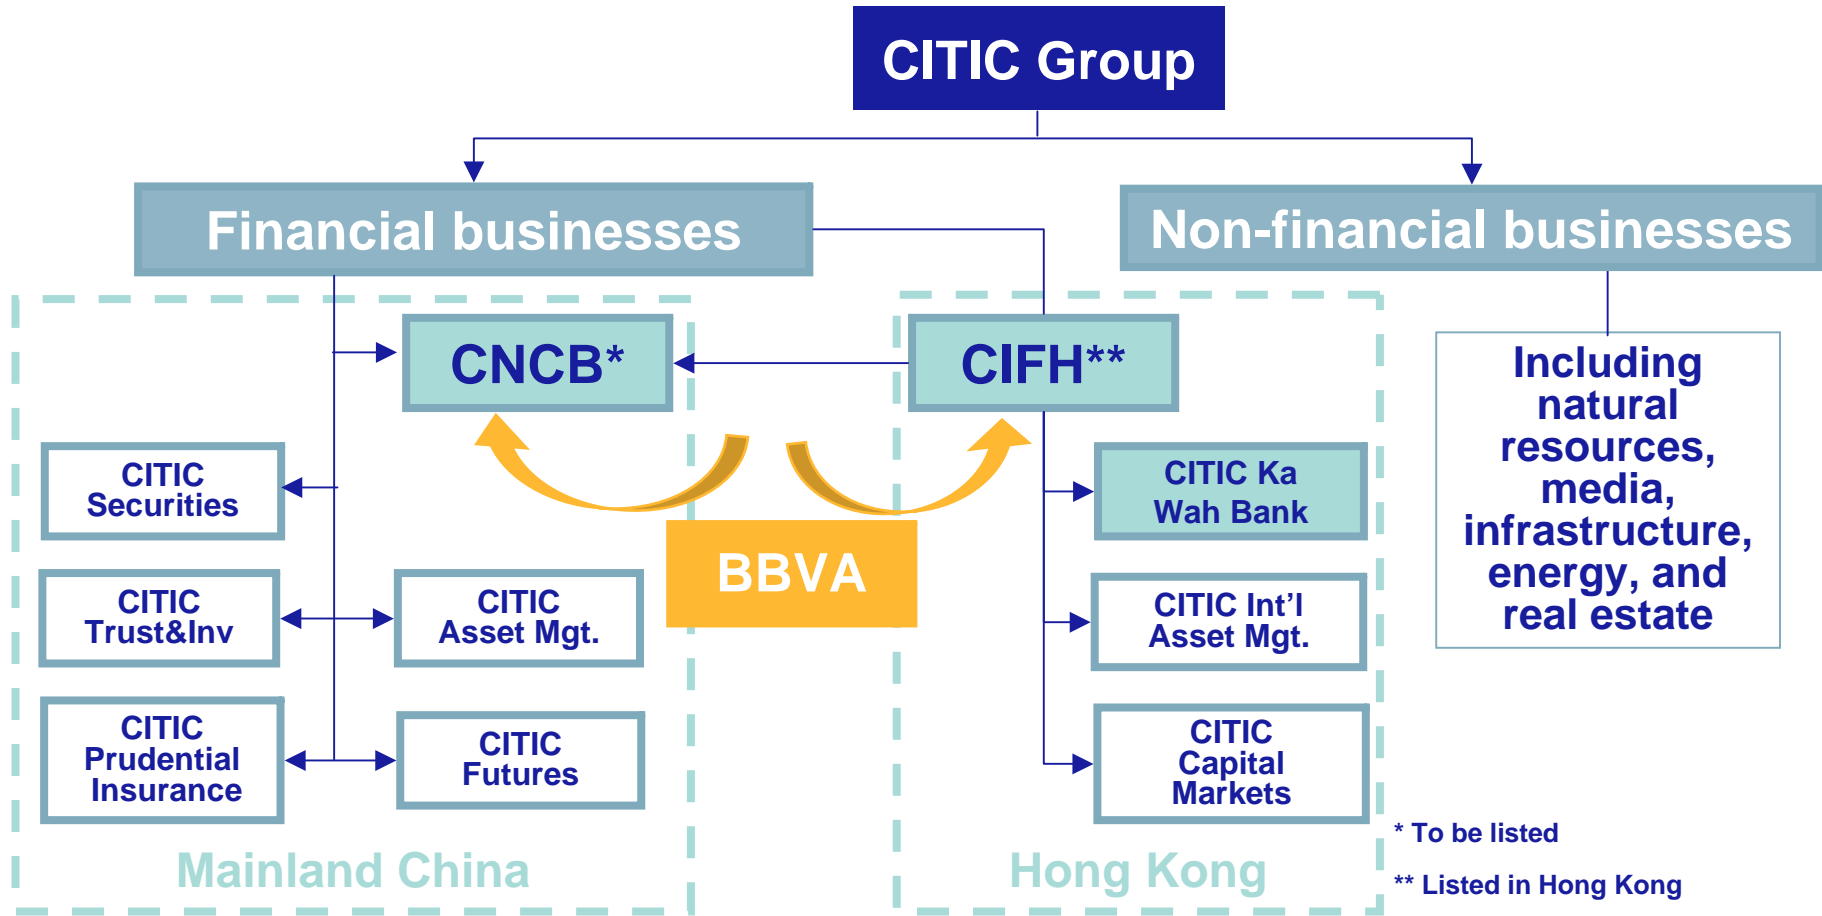 CITIC Group
Financial businesses
Non-financial businesses
CNCB*
CIFH**
Including
natural
resources,
media,
infrastructure,
energy, and
real estate
CITIC
Securities
CITIC Ka
Wah Bank
BBVA
CITIC
Trust&Inv
CITIC
Asset Mgt.
CITIC Int’l
Asset Mgt.
CITIC
Prudential
Insurance
CITIC
Futures
CITIC
Capital
Markets
Mainland China
Hong Kong
* To be listed
** Listed in Hong Kong